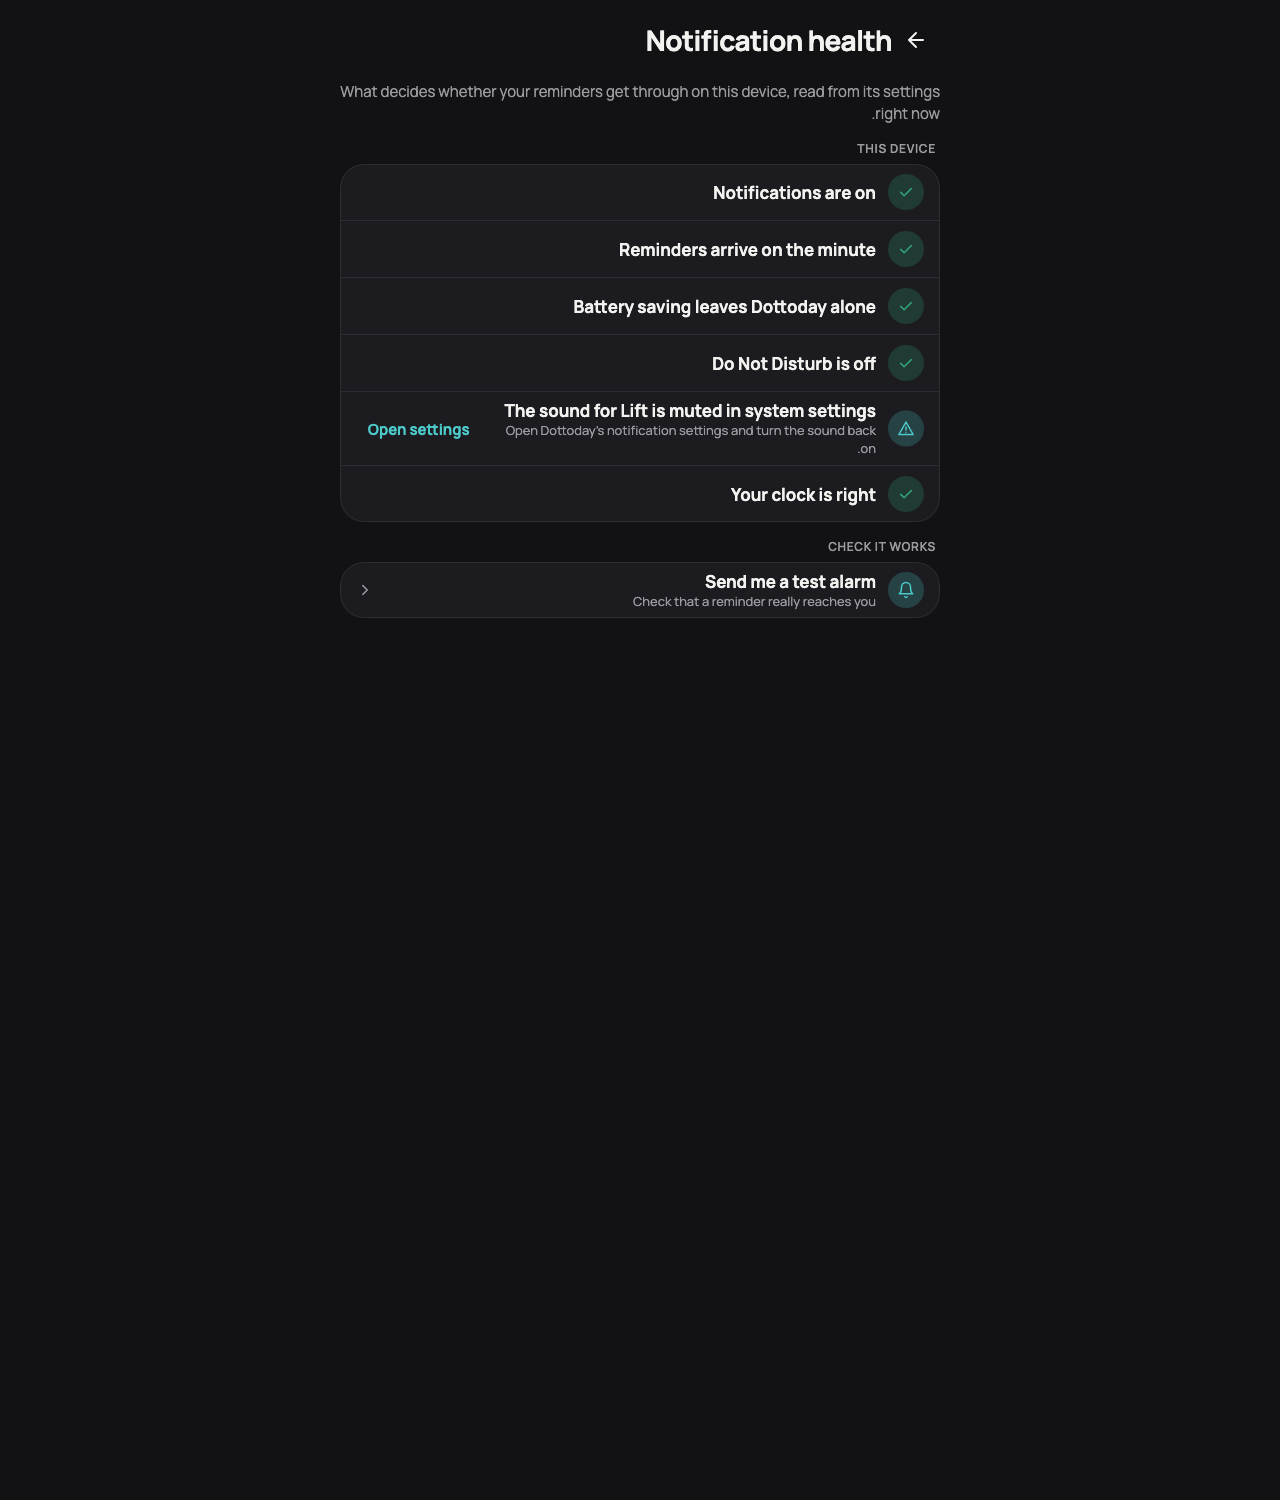 Notification health
What decides whether your reminders get through on this device, read from its settings
.right now
THIS DEVICE
Notifications are on
Reminders arrive on the minute
Battery saving leaves Dottoday alone
Do Not Disturb is off
The sound for Lift is muted in system settings
Open Dottoday's notification settings and turn the sound back
.on
Open settings
Your clock is right
CHECK IT WORKS
Send me a test alarm
Check that a reminder really reaches you